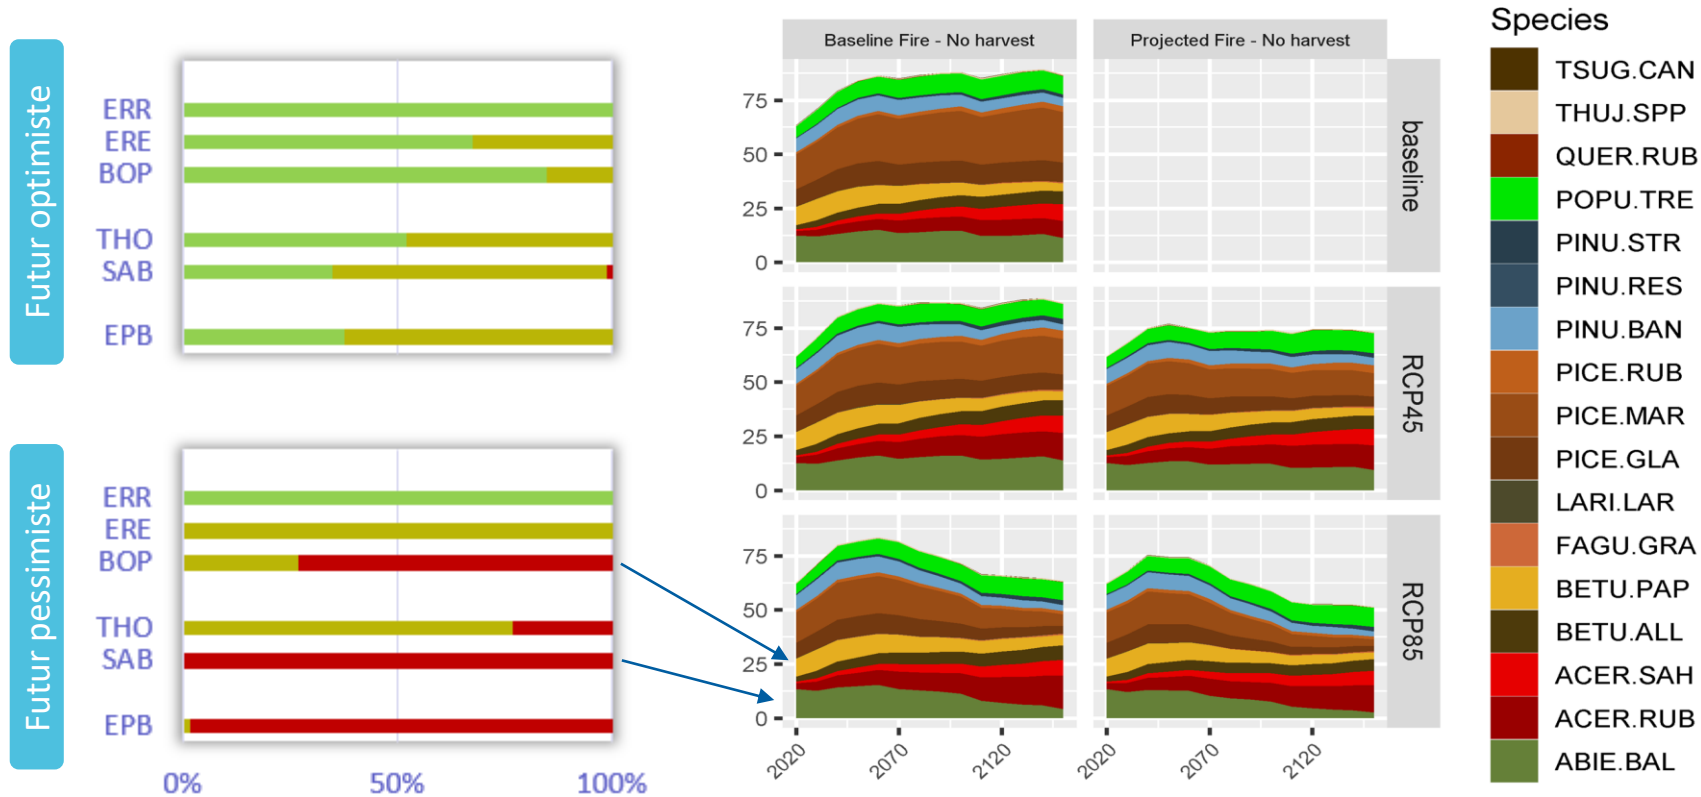 Futur optimiste
ERR
ERE
BOP
THO
SAB
EPB
Futur pessimiste
ERR
ERE
BOP
THO
SAB
EPB
0%
50%
100%
Baseline Fire - No harvest
Projected Fire - No harvest
75
50
25
0
baseline
75
50
25
0
RCP45
75
50
25
0
RCP85
2020
2070
2120
2020
2070
2120
Species
TSUG.CAN
THUJ.SPP
QUER.RUB
POPU.TRE
PINU.STR
PINU.RES
PINU.BAN
PICE.RUB
PICE.MAR
PICE.GLA
LARI.LAR
FAGU.GRA
BETU.PAP
BETU.ALL
ACER.SAH
ACER.RUB
ABIE.BAL